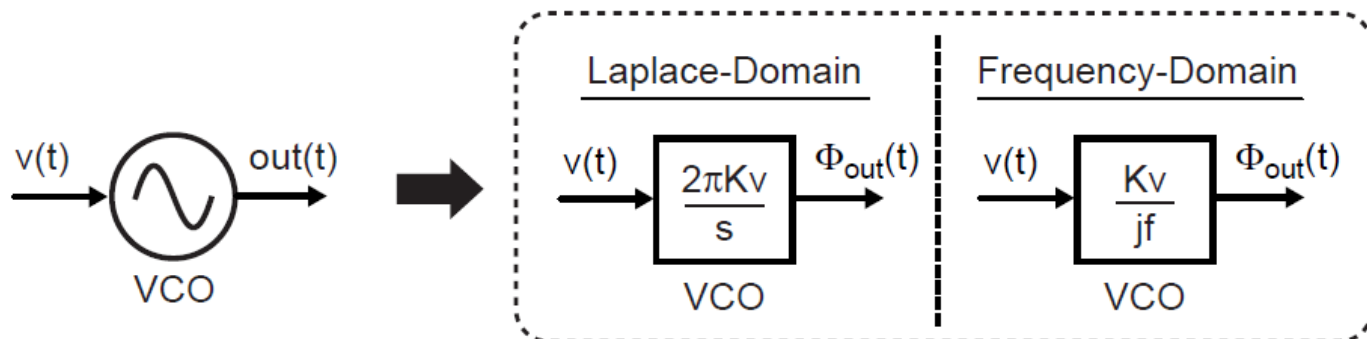 Laplace-Domain
Frequency-Domain
v(t)
out(t)
VCO
v(t)
2πKv
s
Φout(t)
VCO
v(t)
Kv
jf
Φout(t)
VCO